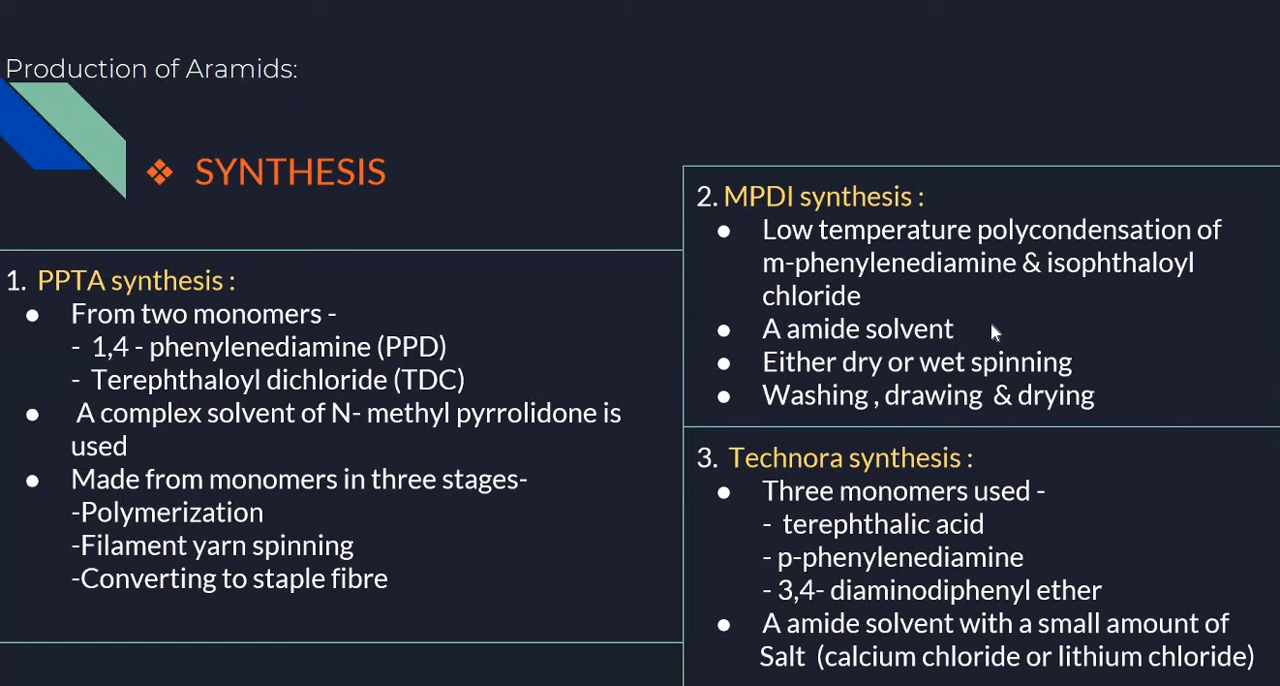 Production of Aramids:
❖ SYNTHESIS
1. PPTA synthesis :
● From two monomers -
- 1,4 - phenylenediamine (PPD)
- Terephthaloyl dichloride (TDC)
● A complex solvent of N- methyl pyrrolidone is
used
● Made from monomers in three stages-
-Polymerization
-Filament yarn spinning
-Converting to staple fibre
2. MPDI synthesis :
● Low temperature polycondensation of
m-phenylenediamine & isophthaloyl
chloride
● A amide solvent
● Either dry or wet spinning
● Washing , drawing & drying
3. Technora synthesis :
● Three monomers used -
- terephthalic acid
- p-phenylenediamine
- 3,4- diaminodiphenyl ether
● A amide solvent with a small amount of
Salt (calcium chloride or lithium chloride)